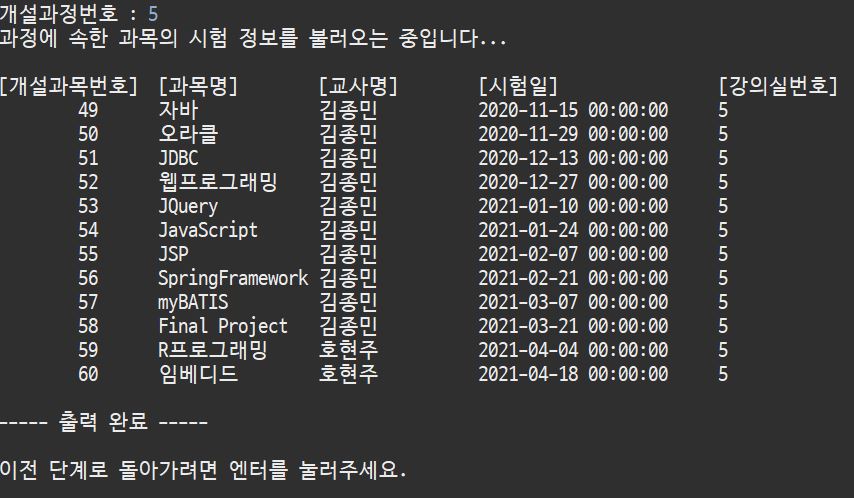 개설과정번호 : 5
과정에 속한 과목의 시험 정보를 불러오는 중입니다...
[개설과목번호] [과목명] [교사명] [시험일] [강의실번호]
49 자바 김종민 2020-11-15 00:00:00 5
50 오라클 김종민 2020-11-29 00:00:00 5
51 JDBC 김종민 2020-12-13 00:00:00 5
52 웹프로그래밍 김종민 2020-12-27 00:00:00 5
53 JQuery 김종민 2021-01-10 00:00:00 5
54 JavaScript 김종민 2021-01-24 00:00:00 5
55 JSP 김종민 2021-02-07 00:00:00 5
56 SpringFramework 김종민 2021-02-21 00:00:00 5
57 myBATIS 김종민 2021-03-07 00:00:00 5
58 Final Project 김종민 2021-03-21 00:00:00 5
59 R프로그래밍 호현주 2021-04-04 00:00:00 5
60 임베디드 호현주 2021-04-18 00:00:00 5
----- 출력 완료 -----
이전 단계로 돌아가려면 엔터를 눌러주세요.